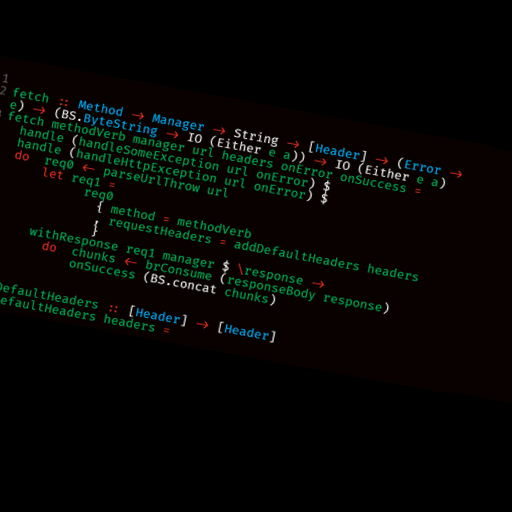 1
2 fetch :: Method → Manager → String → [Header] → (Error →
e) → (BS.ByteString → IO (Either e a)) → IO (Either e a)
fetch methodVerb manager url headers onError onSuccess =
handle (handleSomeException url onError) $
handle (handleHttpException url onError) $
do req0 ← parseUrlThrow url
let req1 =
req0
{ method = methodVerb
, requestHeaders = addDefaultHeaders headers
}
withResponse req1 manager $ \response →
do chunks ← brConsume (responseBody response)
onSuccess (BS.concat chunks)
DefaultHeaders :: [Header] → [Header]
efaultHeaders headers =